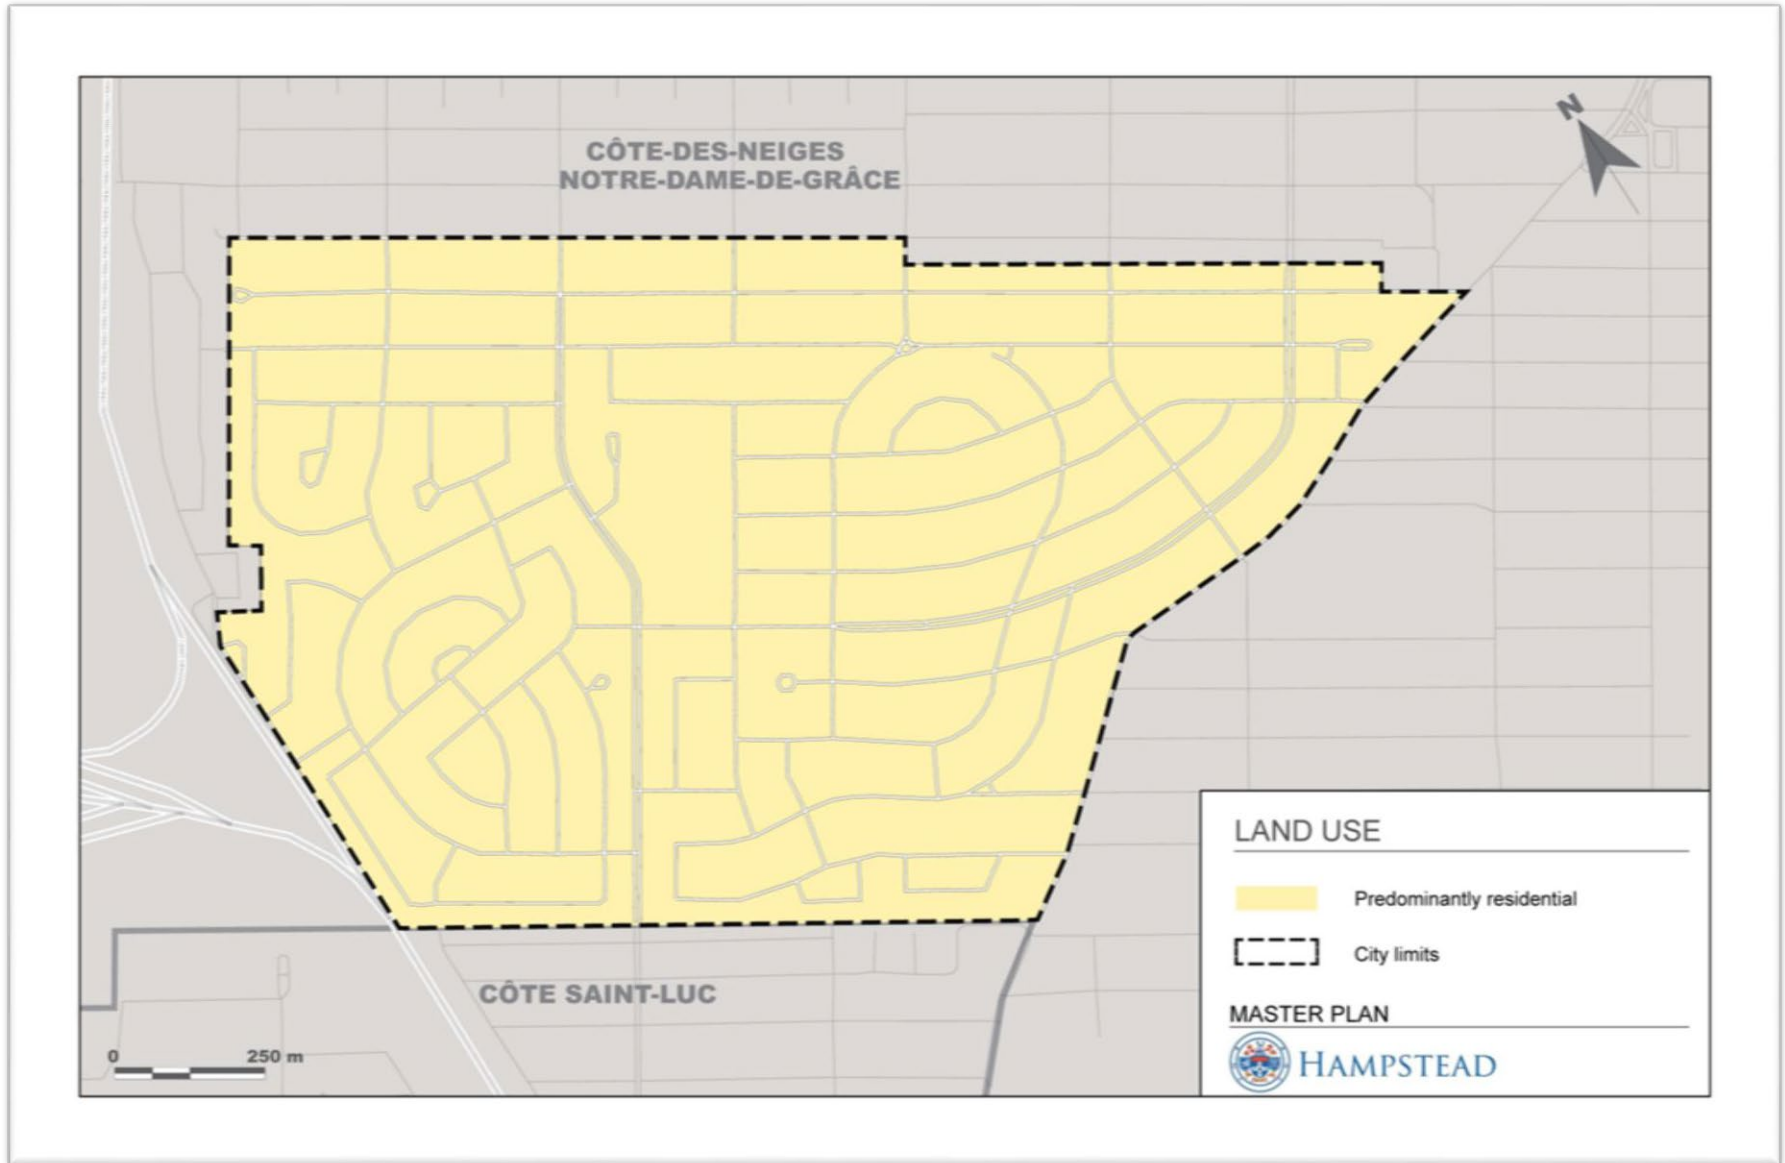 CÔTE-DES-NEIGES
NOTRE-DAME-DE-GRÂCE
N
LAND USE
Predominantly residential
City limits
MASTER PLAN
HAMPSTEAD
CÔTE SAINT-LUC
0 250 m